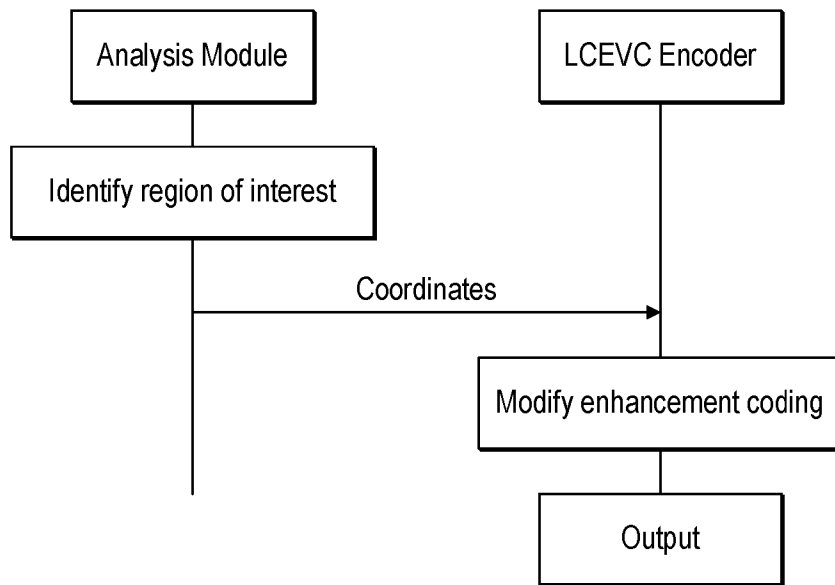 Analysis Module
LCEVC Encoder
Identify region of interest
Coordinates
Modify enhancement coding
Output